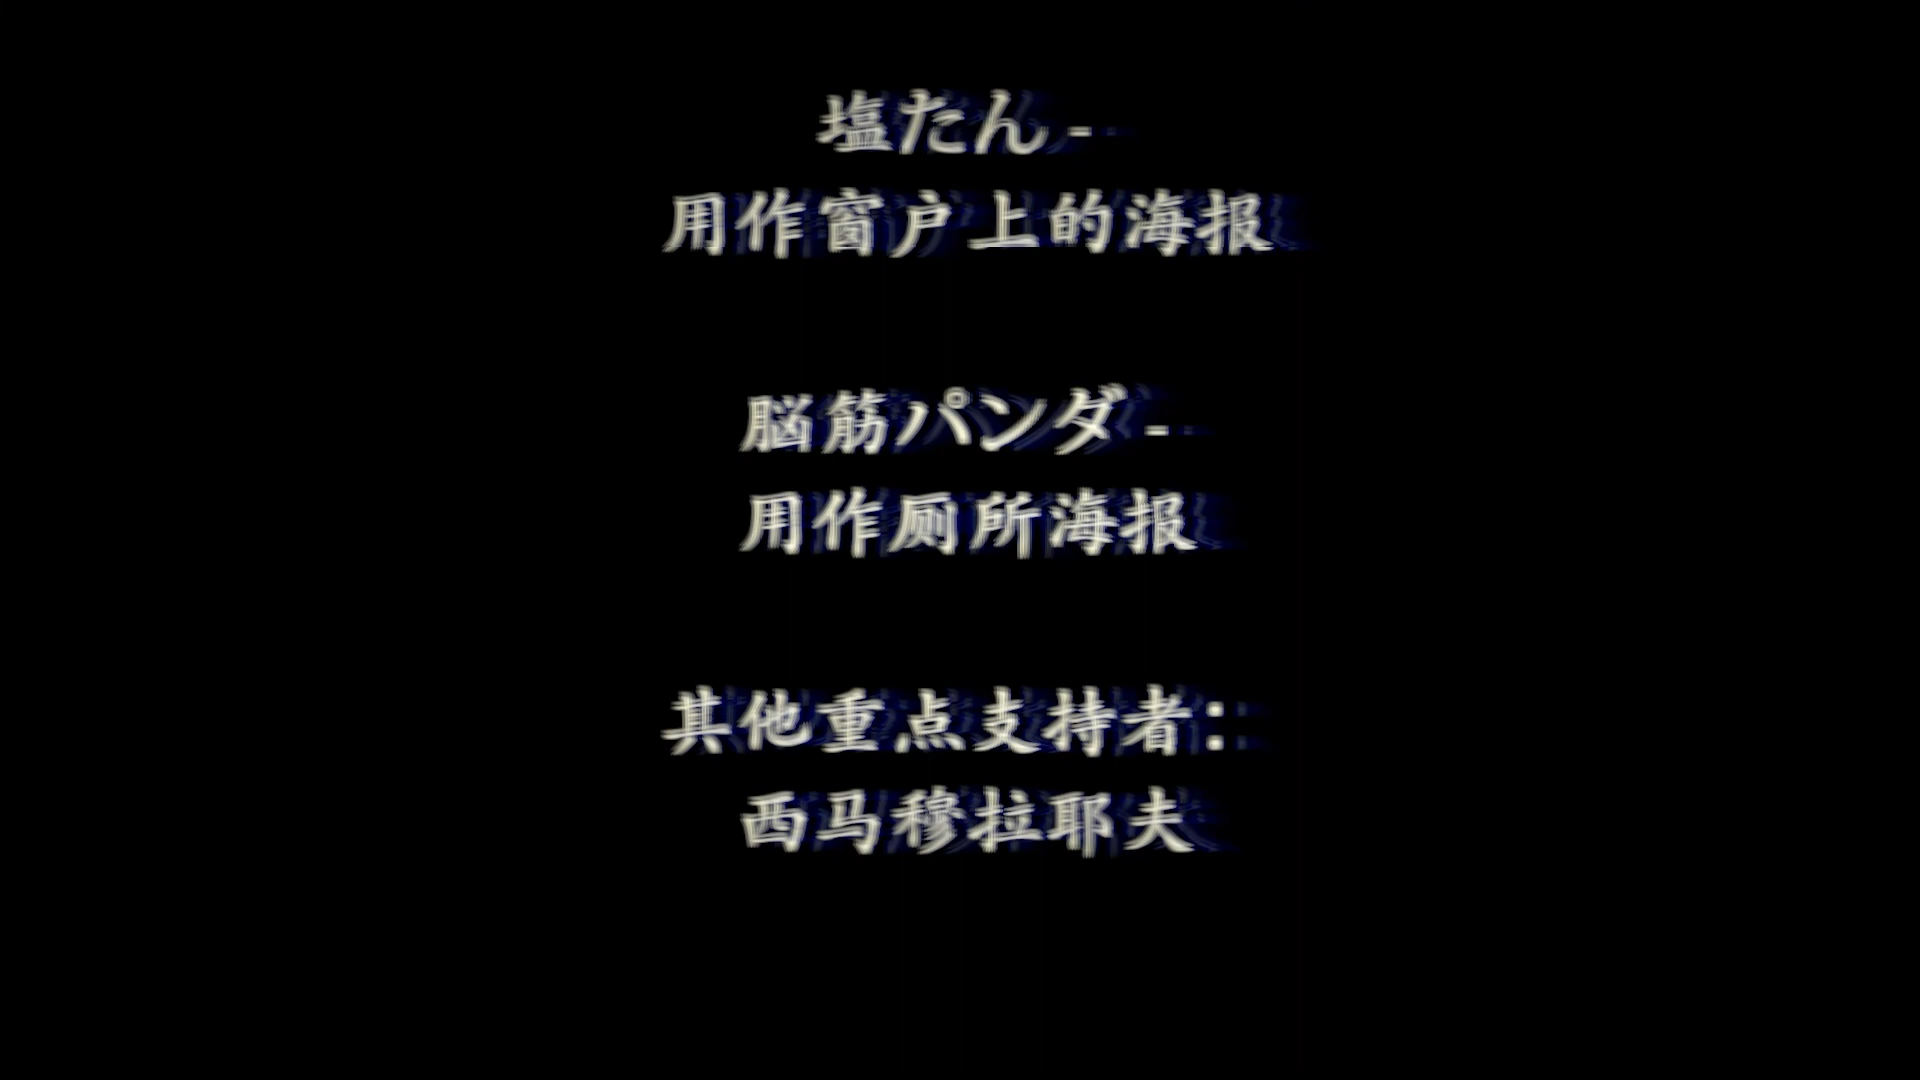 塩たん -
用作窗户上的海报
脳筋パンダ -
用作厕所海报
其他重点支持者:
西马穆拉耶夫